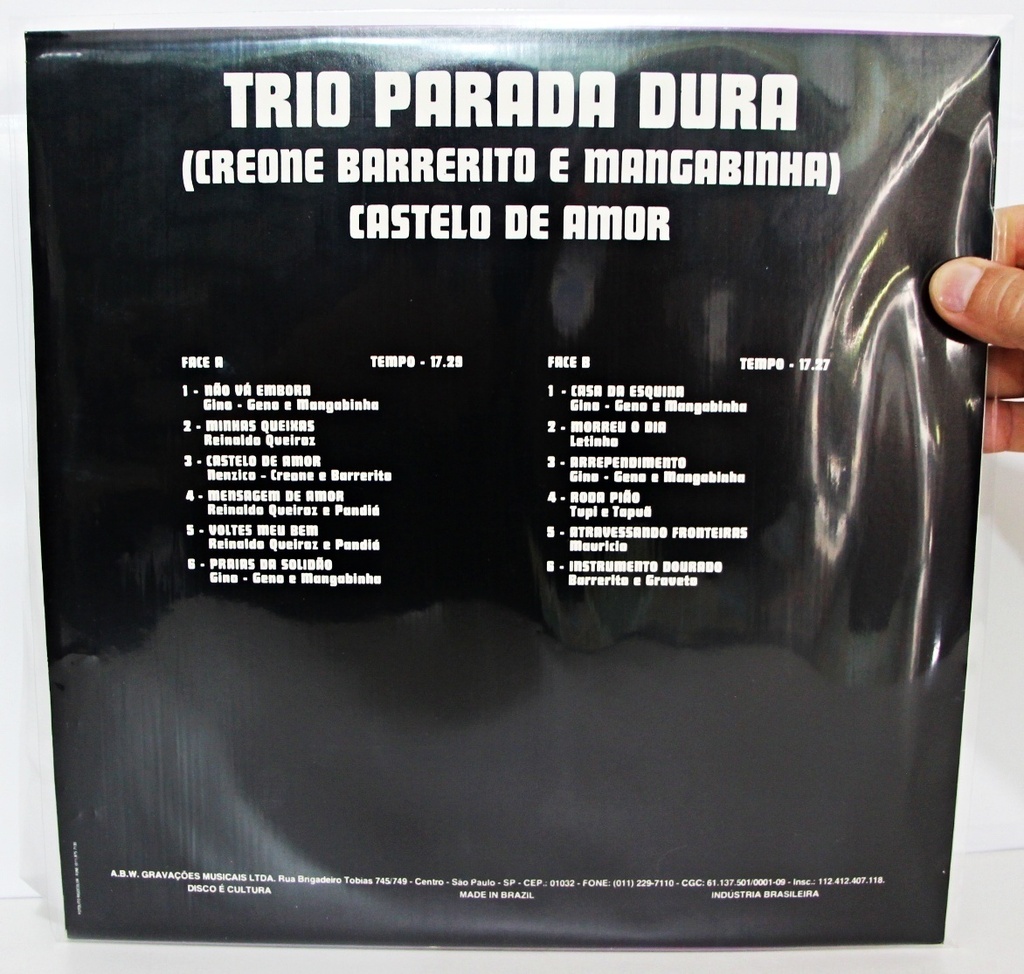 TRIO PARADA DURA
(CREONE BARRERITO E MANGABINHA)
CASTELO DE AMOR
FACE A TEMPO - 17.29
1 - NÃO VÁ EMBORA
Gino - Geno e Mangabinha
2 - MINHAS QUEIXAS
Reinaldo Queiroz
3 - CASTELO DE AMOR
Nenzico - Creone e Barrerito
4 - MENSAGEM DE AMOR
Reinaldo Queiroz e Pandiá
5 - VOLTES MEU BEM
Reinaldo Queiroz e Pandiá
6 - PRAIAS DA SOLIDÃO
Gino - Geno e Mangabinha
FACE B TEMPO - 17.27
1 - CASA DA ESQUINA
Gino - Geno e Mangabinha
2 - MORREU O DIA
Letinho
3 - ARREPENDIMENTO
Gino - Geno e Mangabinha
4 - RODA PIÃO
Tupi e Tapuã
5 - ATRAVESSANDO FRONTEIRAS
Mauricio
6 - INSTRUMENTO DOURADO
Barrerito e Graveto
A.B.W. GRAVAÇÕES MUSICAIS LTDA. Rua Brigadeiro Tobias 745/749 - Centro - São Paulo - SP - CEP.: 01032 - FONE: (011) 229-7110 - CGC: 61.137.501/0001-09 - Insc.: 112.412.407.118.
DISCO É CULTURA MADE IN BRAZIL INDÚSTRIA BRASILEIRA